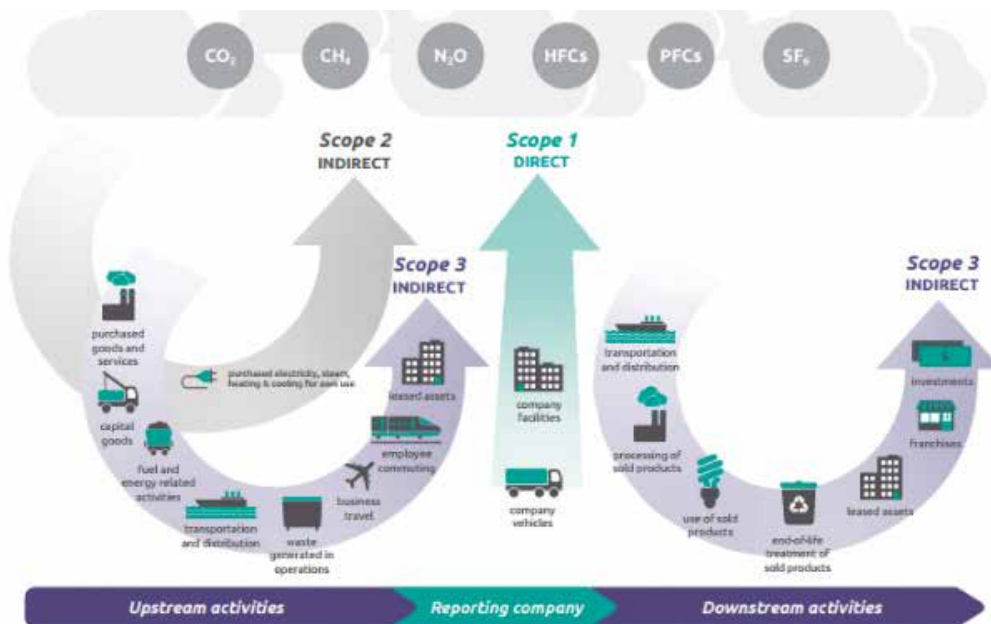 CO₂
CH₄
N₂O
HFCs
PFCs
SF₆
Scope 2
INDIRECT
Scope 1
DIRECT
Scope 3
INDIRECT
Scope 3
INDIRECT
purchased
goods and
services
capital
goods
fuel and
energy related
activities
transportation
and distribution
waste
generated in
operations
business
travel
employee
commuting
leased assets
purchased electricity, steam,
heating & cooling for own use
company
facilities
company
vehicles
transportation
and distribution
processing of
sold products
use of sold
products
end-of-life
treatment of
sold products
leased assets
franchises
investments
Upstream activities
Reporting company
Downstream activities